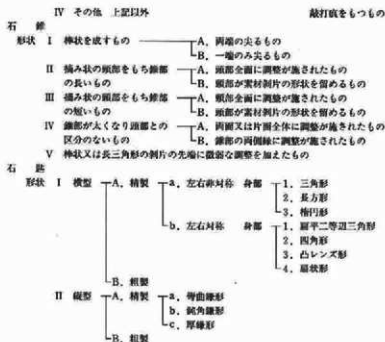 IV その他 上記以外 敲打痕をもつもの
石錐
形状 I 棒状を成すもの A. 両端の尖るもの
B. 一端のみ尖るもの
II 摘み状の頭部をもち錐部の長いもの A. 頭部全面に調整が施されたもの
B. 頭部が素材剥片の形状を留めるもの
III 摘み状の頭部をもち錐部の短いもの A. 頭部全面に調整が施されたもの
B. 頭部が素材剥片の形状を留めるもの
IV 錐部が太くなり頭部との区分のないもの A. 両面又は片面全体に調整が施されたもの
B. 錐部の両側縁に調整が施されたもの
V 棒状又は長三角形の剥片の先端に微弱な調整を加えたもの
石
形状 I 横型 A. 精製 a. 左右非対称 身部 1. 三角形
2. 長方形
3. 楕円形
b. 左右対称 身部 1. 扁平二等辺三角形
2. 四角形
3. 凸レンズ形
4. 扇状形
B. 粗製
II 縦型 A. 精製 a. 弯曲鎌形
b. 鈍角鎌形
c. 厚鎌形
B. 粗製